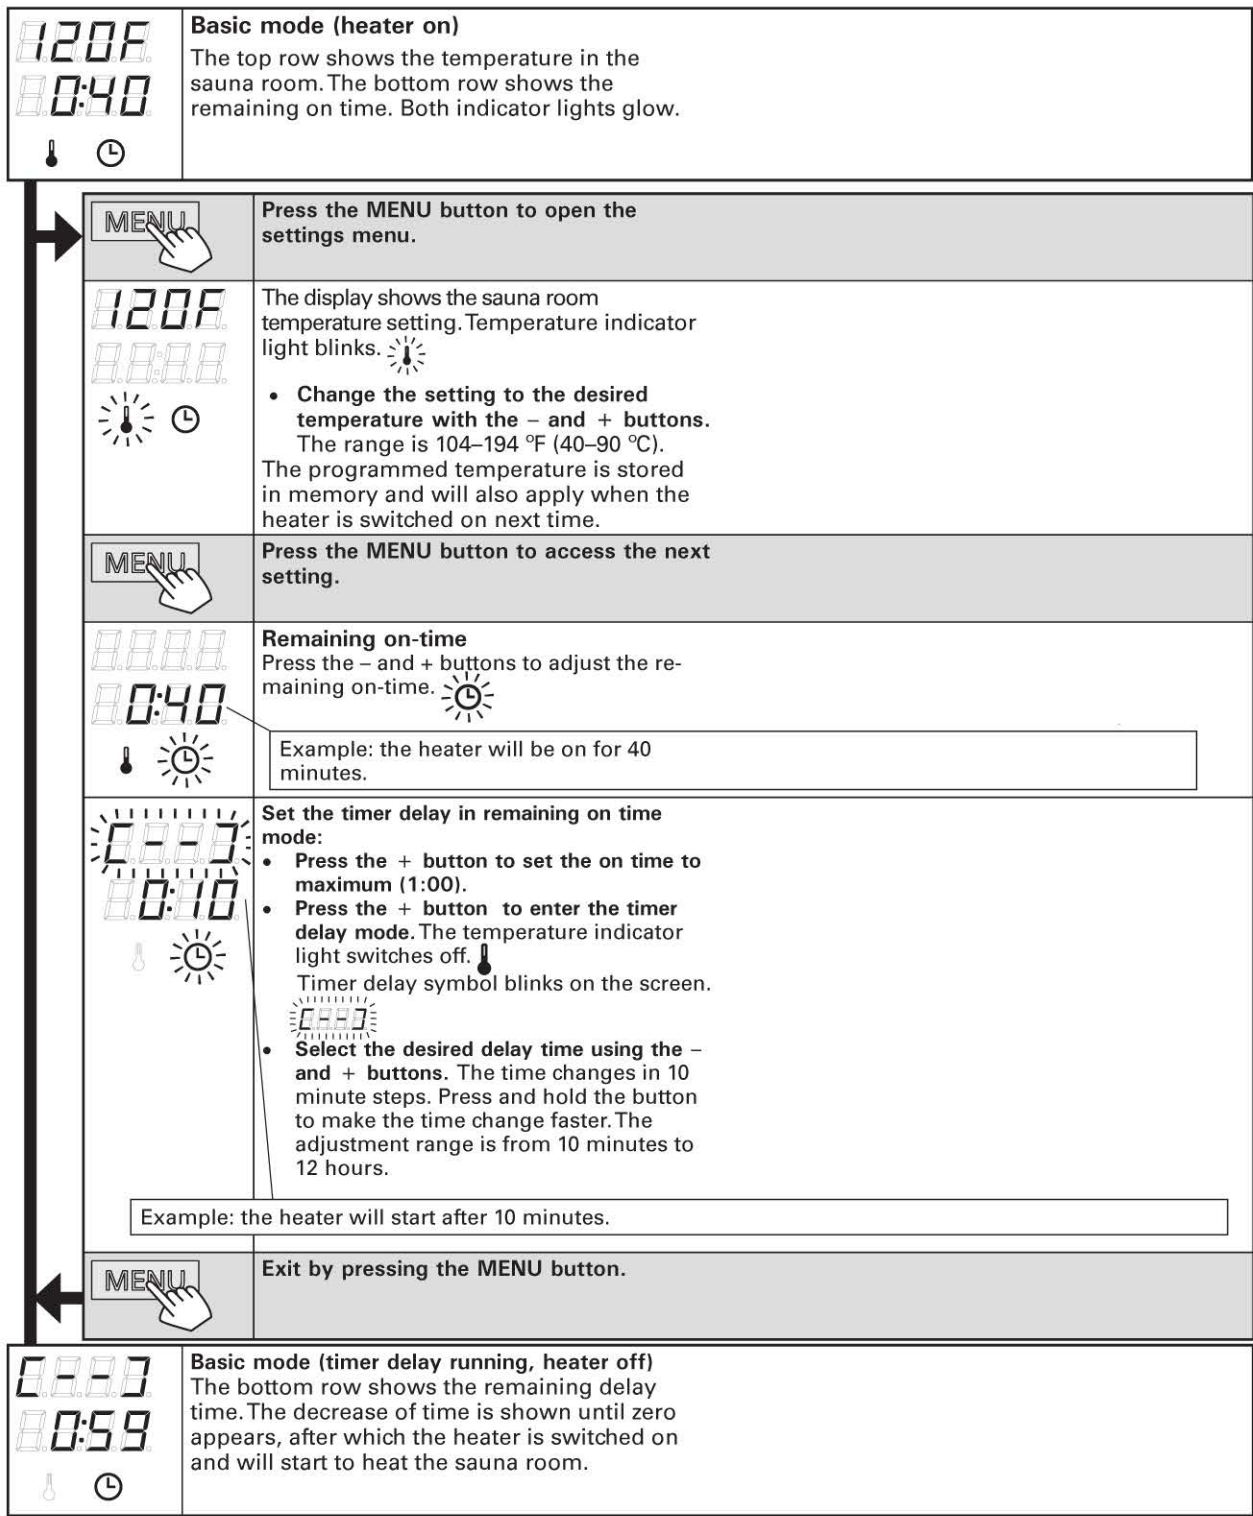 120F
0:40
Basic mode (heater on)
The top row shows the temperature in the
sauna room. The bottom row shows the
remaining on time. Both indicator lights glow.
MENU
Press the MENU button to open the
settings menu.
120F
The display shows the sauna room
temperature setting. Temperature indicator
light blinks.
• Change the setting to the desired
temperature with the – and + buttons.
The range is 104–194 °F (40–90 °C).
The programmed temperature is stored
in memory and will also apply when the
heater is switched on next time.
MENU
Press the MENU button to access the next
setting.
0:40
Remaining on-time
Press the – and + buttons to adjust the re-
maining on-time.
Example: the heater will be on for 40
minutes.
[--]
0:10
Set the timer delay in remaining on time
mode:
• Press the + button to set the on time to
maximum (1:00).
• Press the + button to enter the timer
delay mode. The temperature indicator
light switches off.
Timer delay symbol blinks on the screen.
[--]
• Select the desired delay time using the –
and + buttons. The time changes in 10
minute steps. Press and hold the button
to make the time change faster. The
adjustment range is from 10 minutes to
12 hours.
Example: the heater will start after 10 minutes.
MENU
Exit by pressing the MENU button.
[--]
0:59
Basic mode (timer delay running, heater off)
The bottom row shows the remaining delay
time. The decrease of time is shown until zero
appears, after which the heater is switched on
and will start to heat the sauna room.